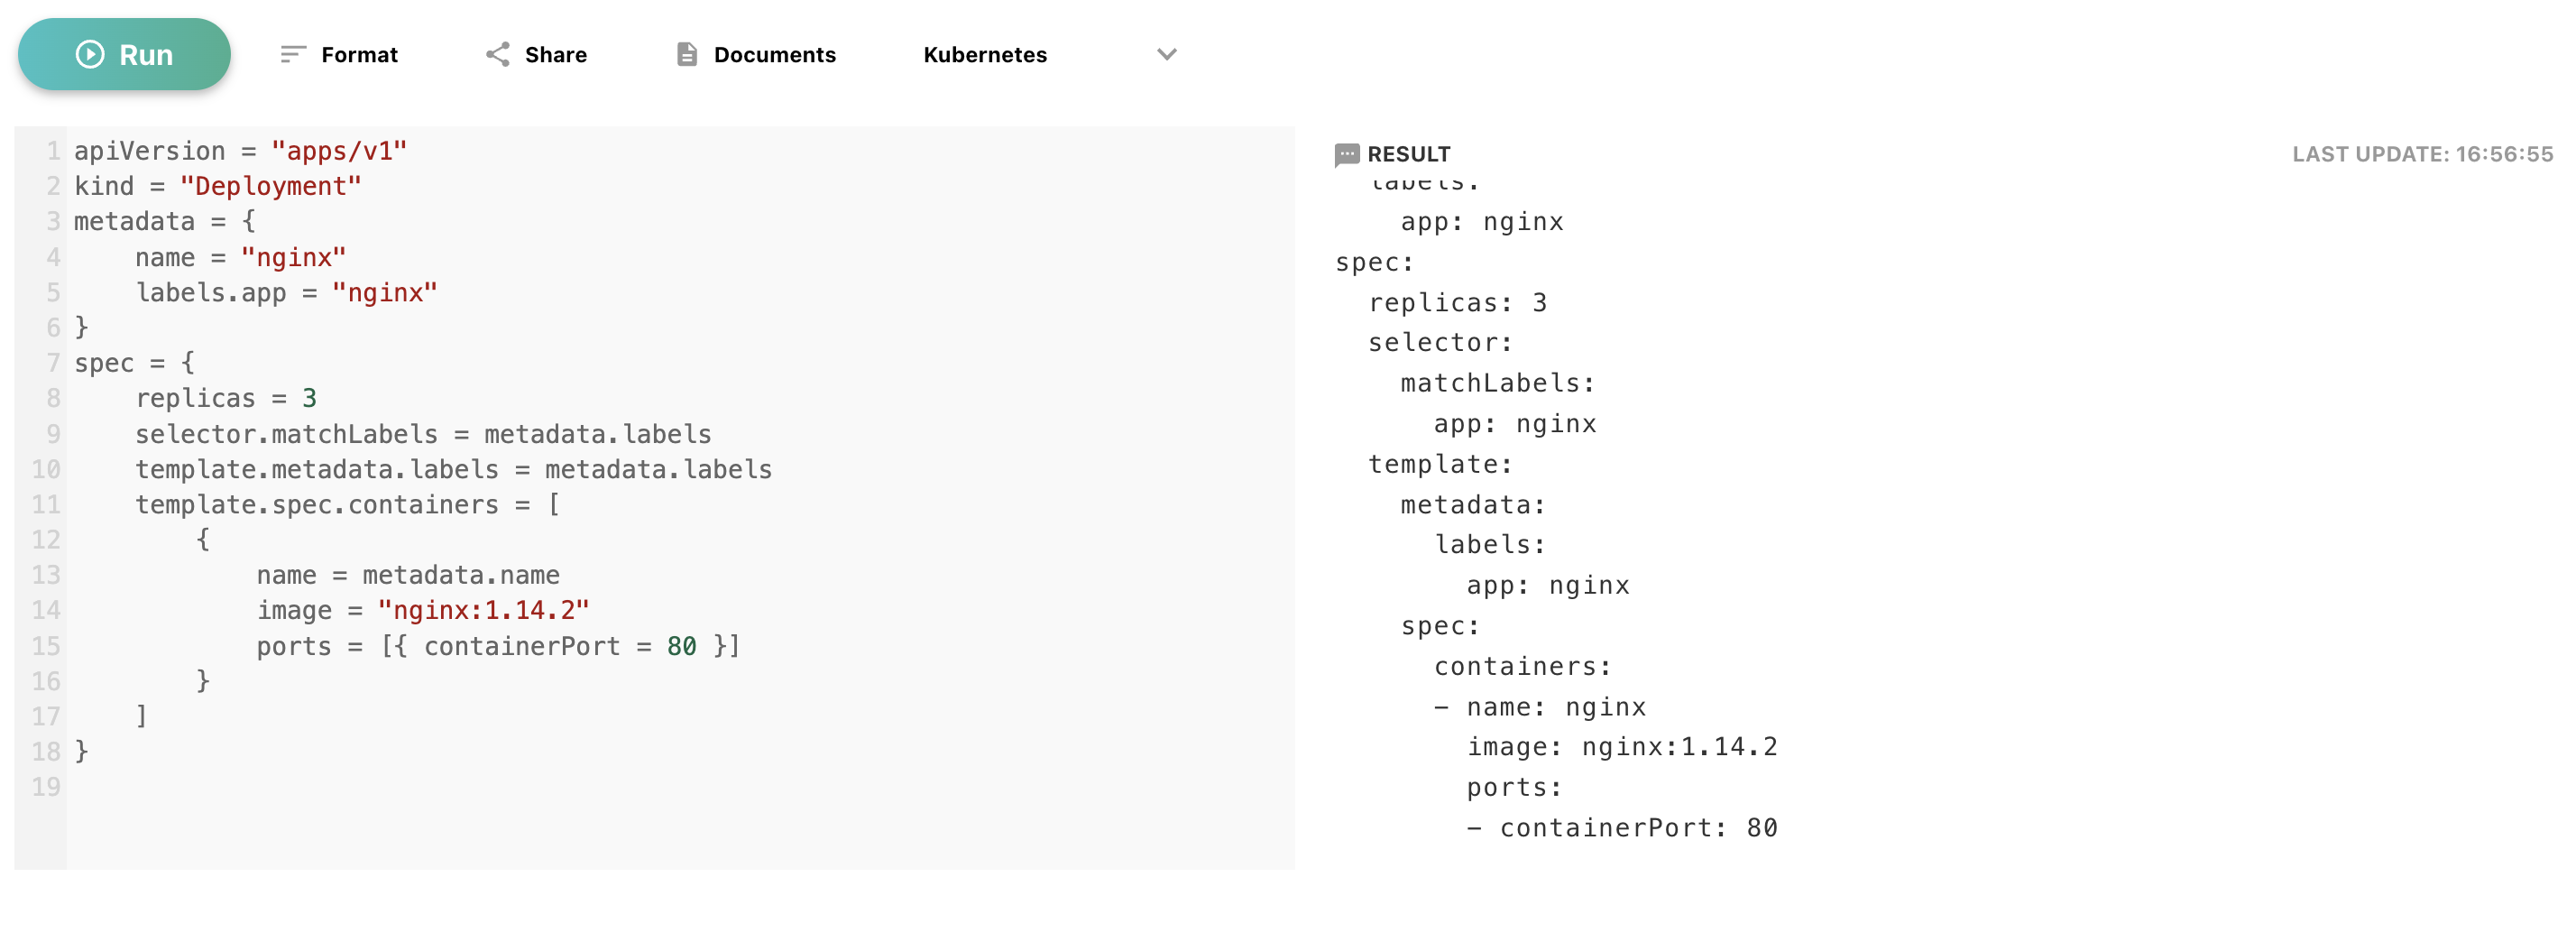 Run Format Share Documents Kubernetes
1 apiVersion = "apps/v1"
2 kind = "Deployment"
3 metadata = {
4     name = "nginx"
5     labels.app = "nginx"
6 }
7 spec = {
8     replicas = 3
9     selector.matchLabels = metadata.labels
10     template.metadata.labels = metadata.labels
11     template.spec.containers = [
12         {
13             name = metadata.name
14             image = "nginx:1.14.2"
15             ports = [{ containerPort = 80 }]
16         }
17     ]
18 }
19
RESULT LAST UPDATE: 16:56:55
  labels:
    app: nginx
spec:
  replicas: 3
  selector:
    matchLabels:
      app: nginx
  template:
    metadata:
      labels:
        app: nginx
    spec:
      containers:
      - name: nginx
        image: nginx:1.14.2
        ports:
        - containerPort: 80